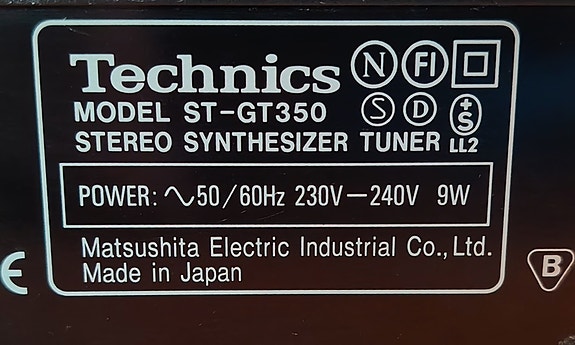 Technics N FI
MODEL ST-GT350 S D +S
STEREO SYNTHESIZER TUNER LL2
POWER: ∿50/60Hz 230V—240V 9W
Matsushita Electric Industrial Co., Ltd.
Made in Japan
CE B